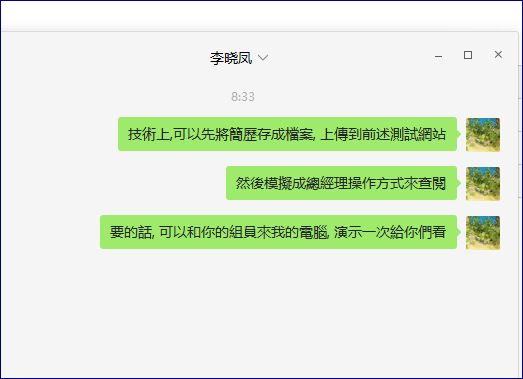 李晓凤
8:33
技術上,可以先將簡歷存成檔案, 上傳到前述測試網站
然後模擬成總經理操作方式來查閱
要的話, 可以和你的組員來我的電腦, 演示一次給你們看